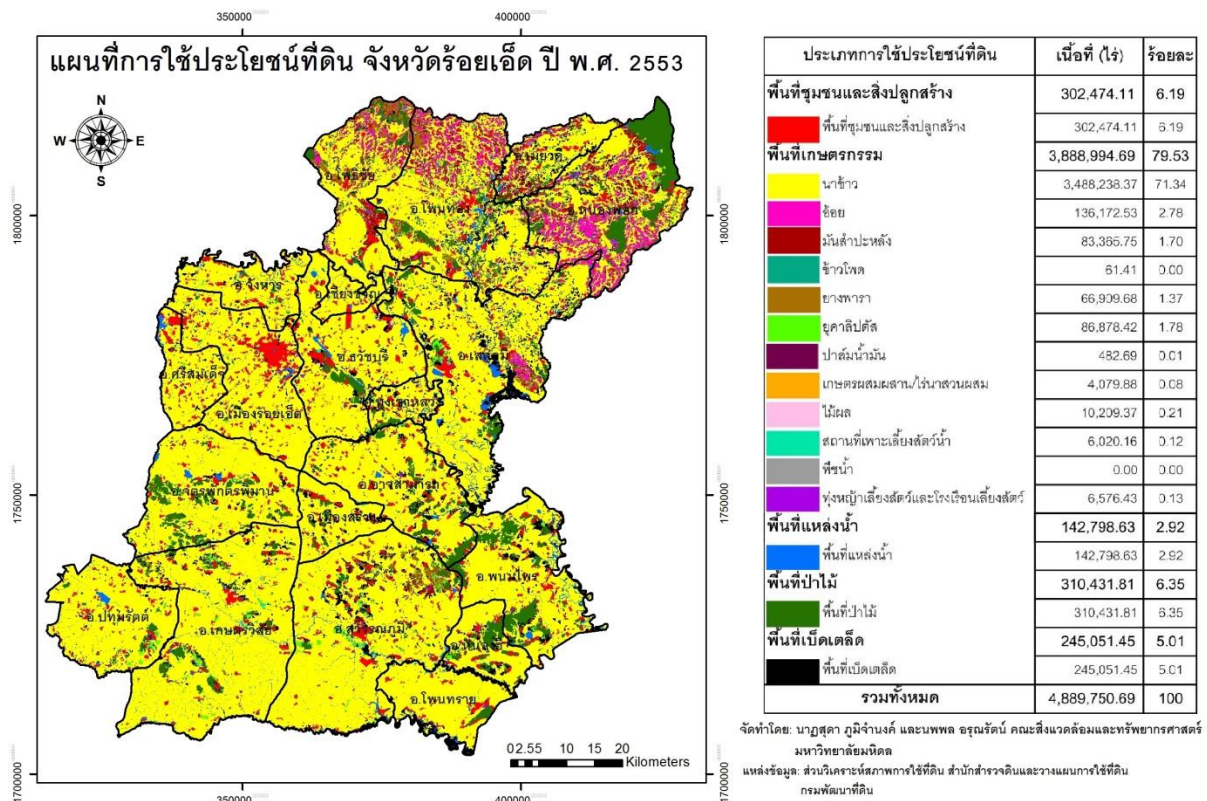 350000 400000
แผนที่การใช้ประโยชน์ที่ดิน จังหวัดร้อยเอ็ด ปี พ.ศ. 2553
N
W E
S
1800000
1750000
1700000
1800000
1750000
1700000
อ.โพธิ์ชัย
อ.เมยวดี
อ.โพนทอง
อ.หนองพอก
อ.จังหาร
อ.เชียงขวัญ
อ.ธวัชบุรี
อ.เสลภูมิ
อ.ศรีสมเด็จ
อ.ทุ่งเขาหลวง
อ.เมืองร้อยเอ็ด
อ.จตุรพักตรพิมาน
อ.อาจสามารถ
อ.เมืองสรวง
อ.พนมไพร
อ.ปทุมรัตต์
อ.เกษตรวิสัย
อ.สุวรรณภูมิ
อ.โพนทราย
02.55 10 15 20
Kilometers
350000 400000
ประเภทการใช้ประโยชน์ที่ดิน เนื้อที่ (ไร่) ร้อยละ
พื้นที่ชุมชนและสิ่งปลูกสร้าง 302,474.11 6.19
พื้นที่ชุมชนและสิ่งปลูกสร้าง 302,474.11 6.19
พื้นที่เกษตรกรรม 3,888,994.69 79.53
นาข้าว 3,488,238.37 71.34
อ้อย 136,172.53 2.78
มันสำปะหลัง 83,365.75 1.70
ข้าวโพด 61.41 0.00
ยางพารา 66,909.68 1.37
ยูคาลิปตัส 86,878.42 1.78
ปาล์มน้ำมัน 482.69 0.01
เกษตรผสมผสาน/ไร่นาสวนผสม 4,079.88 0.08
ไม้ผล 10,209.37 0.21
สถานที่เพาะเลี้ยงสัตว์น้ำ 6,020.16 0.12
พืชน้ำ 0.00 0.00
ทุ่งหญ้าเลี้ยงสัตว์และโรงเรือนเลี้ยงสัตว์ 6,576.43 0.13
พื้นที่แหล่งน้ำ 142,798.63 2.92
พื้นที่แหล่งน้ำ 142,798.63 2.92
พื้นที่ป่าไม้ 310,431.81 6.35
พื้นที่ป่าไม้ 310,431.81 6.35
พื้นที่เบ็ดเตล็ด 245,051.45 5.01
พื้นที่เบ็ดเตล็ด 245,051.45 5.01
รวมทั้งหมด 4,889,750.69 100
จัดทำโดย: นาฏสุดา ภูมิจำนงค์ และนพพล อรุณรัตน์ คณะสิ่งแวดล้อมและทรัพยากรศาสตร์
มหาวิทยาลัยมหิดล
แหล่งข้อมูล: ส่วนวิเคราะห์สภาพการใช้ที่ดิน สำนักสำรวจดินและวางแผนการใช้ที่ดิน
กรมพัฒนาที่ดิน